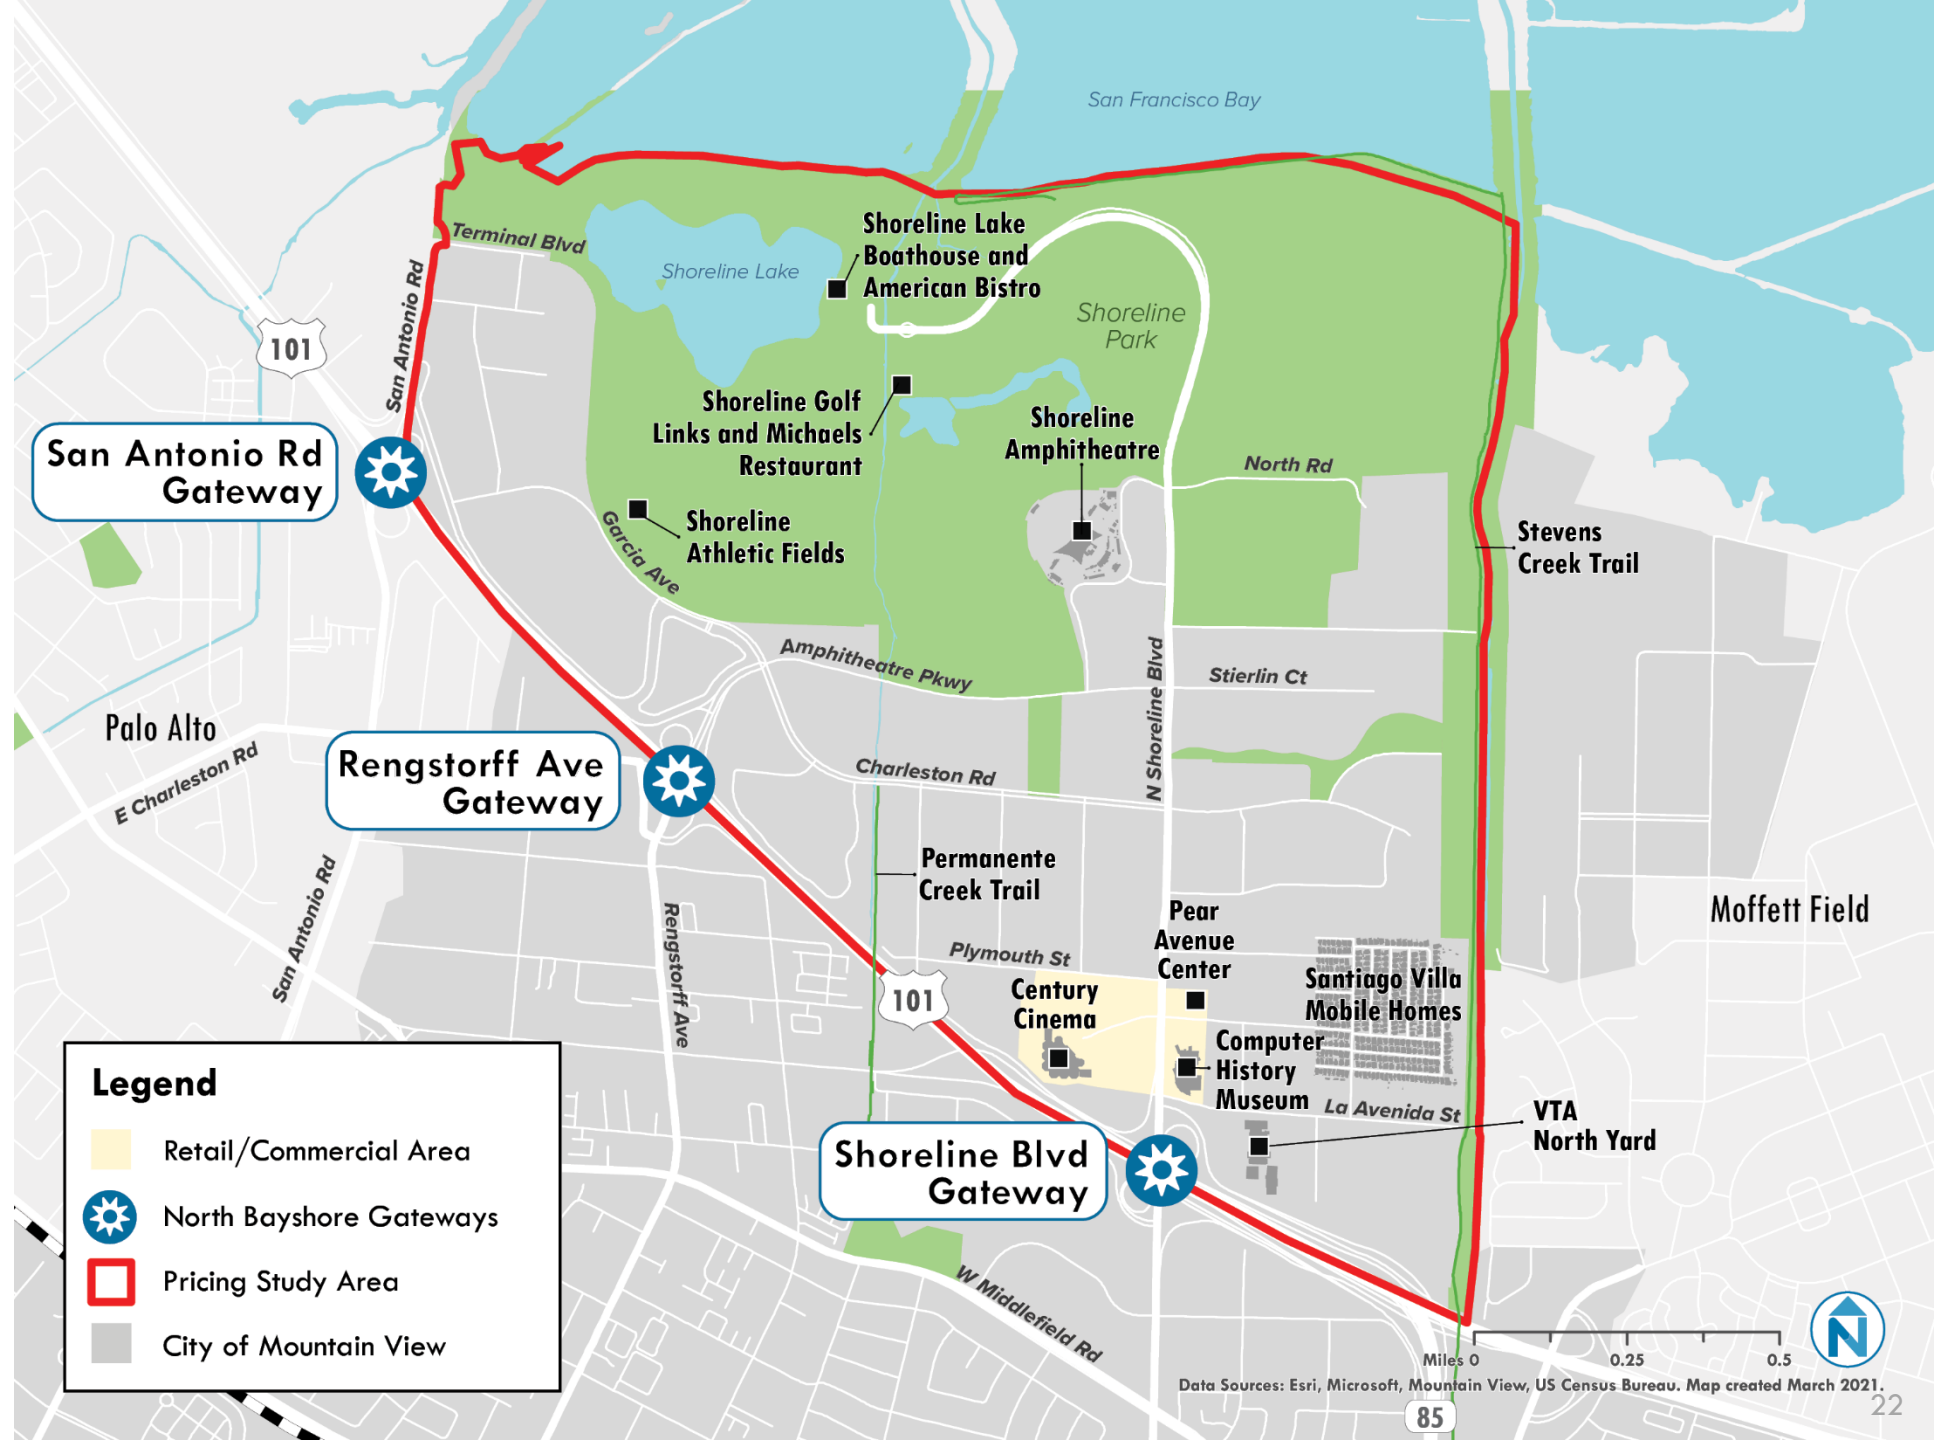 San Francisco Bay
Terminal Blvd
Shoreline Lake
Shoreline Lake
Boathouse and
American Bistro
San Antonio Rd
101
Shoreline
Park
Shoreline Golf
Links and Michaels
Restaurant
Shoreline
Amphitheatre
San Antonio Rd
Gateway
North Rd
Shoreline
Athletic Fields
Garcia Ave
Stevens
Creek Trail
Amphitheatre Pkwy
N Shoreline Blvd
Stierlin Ct
Palo Alto
E Charleston Rd
Rengstorff Ave
Gateway
Charleston Rd
San Antonio Rd
Rengstorff Ave
Permanente
Creek Trail
Pear
Avenue
Center
Moffett Field
Plymouth St
101
Century
Cinema
Santiago Villa
Mobile Homes
Computer
History
Museum
La Avenida St
VTA
North Yard
Shoreline Blvd
Gateway
W Middlefield Rd
Legend
Retail/Commercial Area
North Bayshore Gateways
Pricing Study Area
City of Mountain View
N
Miles 0 0.25 0.5
Data Sources: Esri, Microsoft, Mountain View, US Census Bureau. Map created March 2021.
22
85